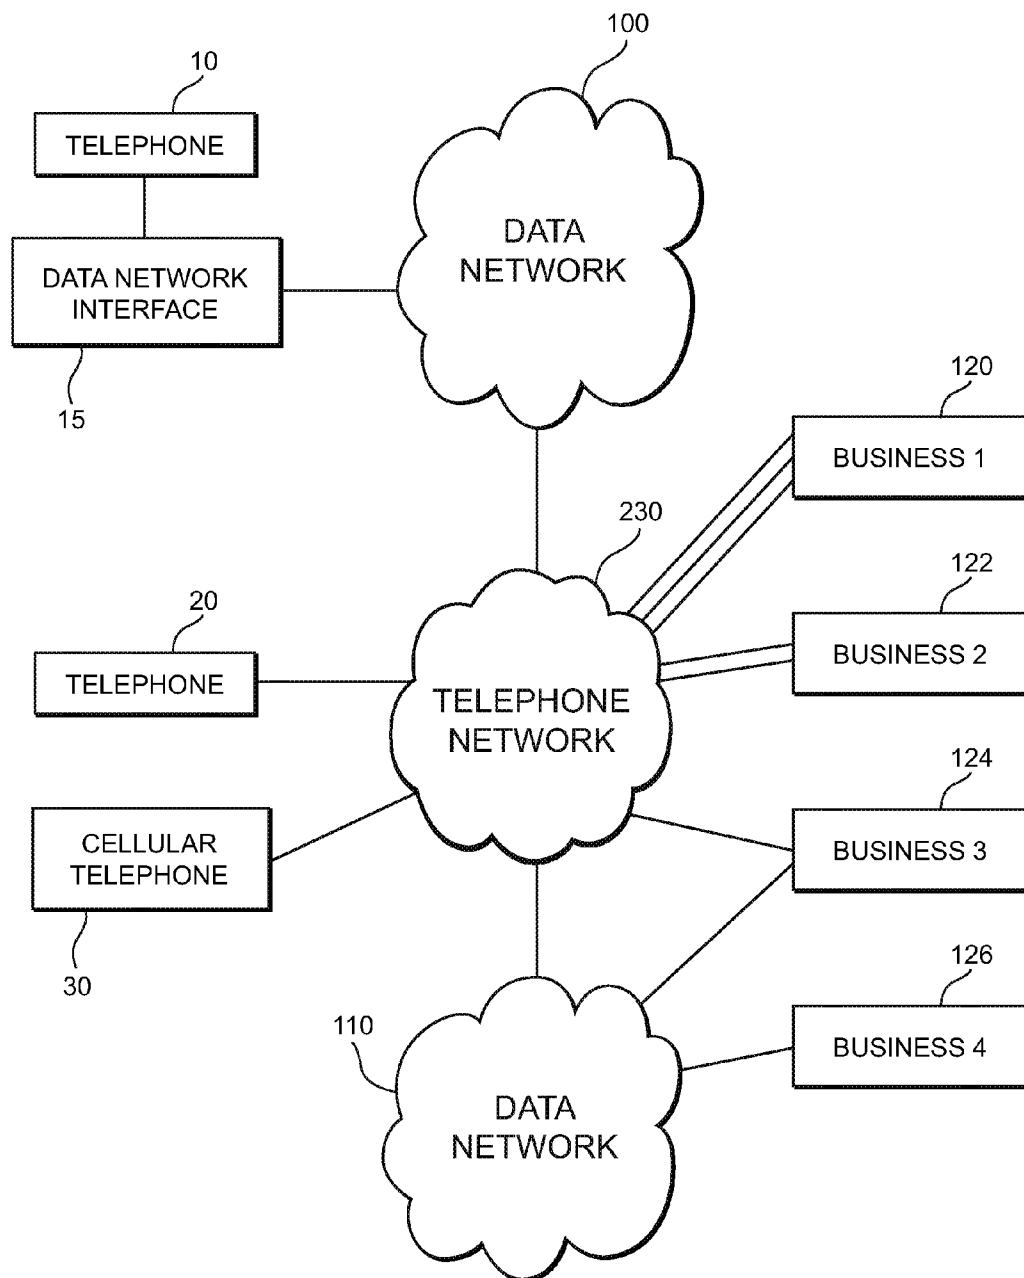 100
10
TELEPHONE
DATA
NETWORK
DATA NETWORK
INTERFACE
15
120
BUSINESS 1
230
122
BUSINESS 2
20
TELEPHONE
TELEPHONE
NETWORK
124
BUSINESS 3
CELLULAR
TELEPHONE
30
126
BUSINESS 4
110
DATA
NETWORK